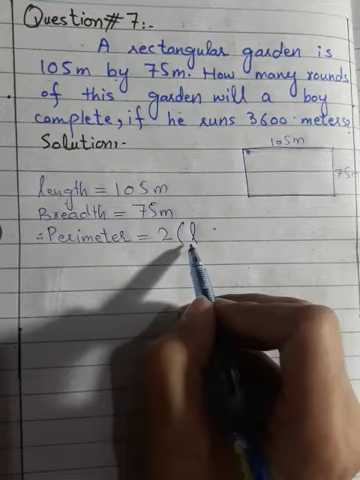 Question# 7:-
A rectangular garden is
105m by 75m. How many rounds
of this garden will a boy
complete, if he runs 3600 meters?
Solution:-
105m
75
length = 105m
Breadth = 75m
∴ Perimeter = 2(l